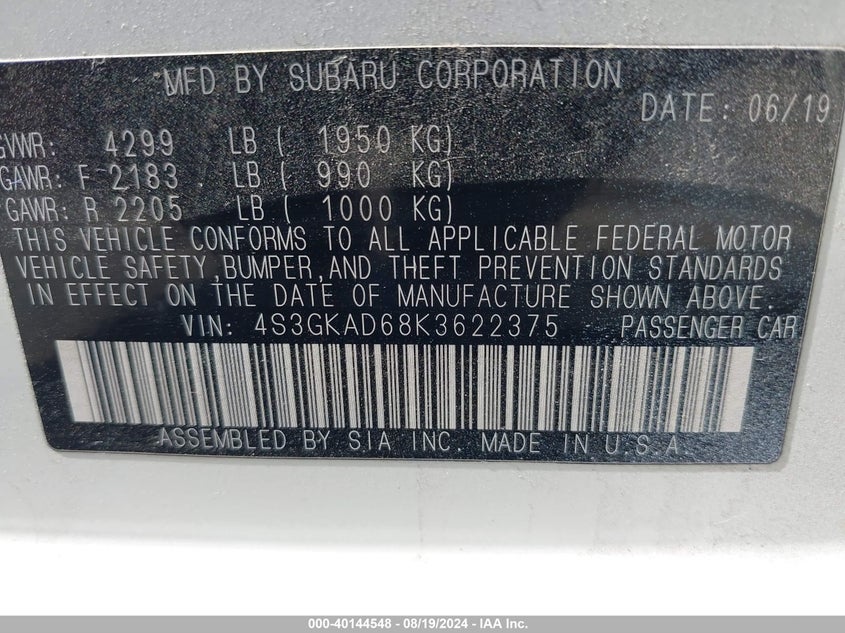 MFD BY SUBARU CORPORATION
DATE: 06/19
GVWR: 4299 LB ( 1950 KG)
GAWR: F 2183 LB ( 990 KG)
GAWR: R 2205 LB ( 1000 KG)
THIS VEHICLE CONFORMS TO ALL APPLICABLE FEDERAL MOTOR
VEHICLE SAFETY,BUMPER,AND THEFT PREVENTION STANDARDS
IN EFFECT ON THE DATE OF MANUFACTURE SHOWN ABOVE.
VIN: 4S3GKAD68K3622375 PASSENGER CAR
ASSEMBLED BY SIA INC. MADE IN U.S.A.
000-40144548 - 08/19/2024 - IAA Inc.